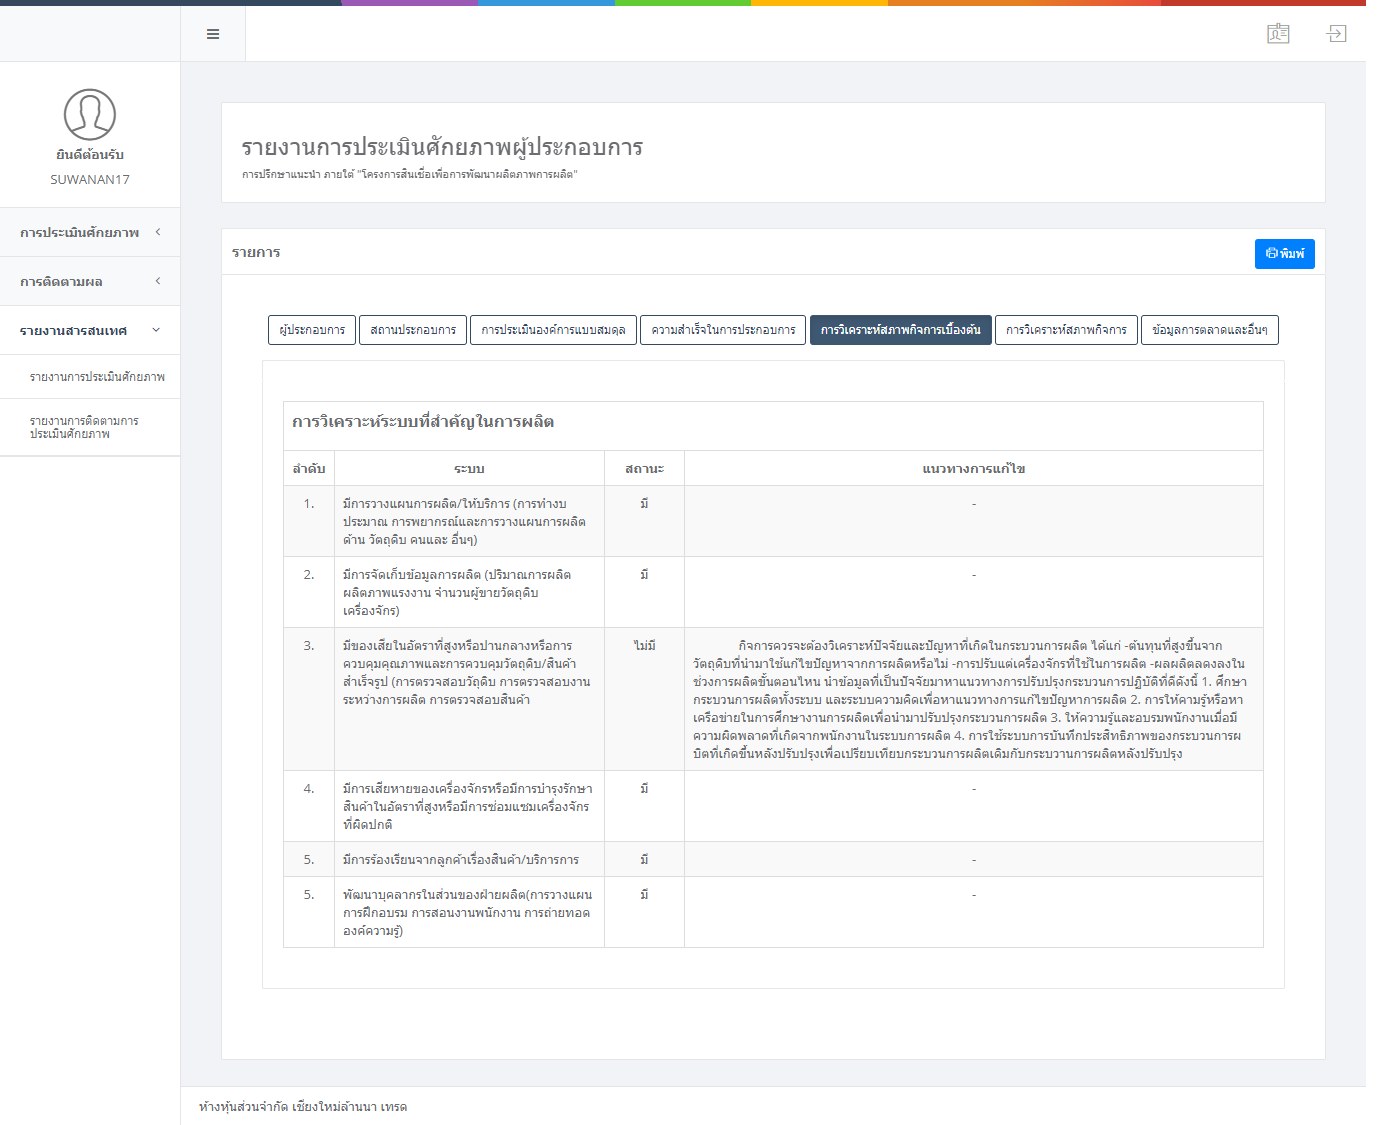 ยินดีต้อนรับ
SUWANAN17
การประเมินศักยภาพ
การติดตามผล
รายงานสารสนเทศ
รายงานการประเมินศักยภาพ
รายงานการติดตามการ
ประเมินศักยภาพ
รายงานการประเมินศักยภาพผู้ประกอบการ
การปรึกษาแนะนำ ภายใต้ "โครงการสินเชื่อเพื่อการพัฒนาผลิตภาพการผลิต"
รายการ
พิมพ์
ผู้ประกอบการ
สถานประกอบการ
การประเมินองค์การแบบสมดุล
ความสำเร็จในการประกอบการ
การวิเคราะห์สภาพกิจการเบื้องต้น
การวิเคราะห์สภาพกิจการ
ข้อมูลการตลาดและอื่นๆ
การวิเคราะห์ระบบที่สำคัญในการผลิต
ลำดับ ระบบ สถานะ แนวทางการแก้ไข
1. มีการวางแผนการผลิต/ให้บริการ (การทำงบ มี -
ประมาณ การพยากรณ์และการวางแผนการผลิต
ด้าน วัตถุดิบ คนและ อื่นๆ)
2. มีการจัดเก็บข้อมูลการผลิต (ปริมาณการผลิต มี -
ผลิตภาพแรงงาน จำนวนผู้ขายวัตถุดิบ
เครื่องจักร)
3. มีของเสียในอัตราที่สูงหรือปานกลางหรือการ
ควบคุมคุณภาพและการควบคุมวัตถุดิบ/สินค้า
สำเร็จรูป (การตรวจสอบวัถุดิบ การตรวจสอบงาน
ระหว่างการผลิต การตรวจสอบสินค้า
ไม่มี
กิจการควรจะต้องวิเคราะห์ปัจจัยและปัญหาที่เกิดในกระบวนการผลิต ได้แก่ -ต้นทุนที่สูงขึ้นจาก
วัตถุดิบที่นำมาใช้แก้ไขปัญหาจากการผลิตหรือไม่ -การปรับแต่เครื่องจักรที่ใช้ในการผลิต -ผลผลิตลดงลงใน
ช่วงการผลิตขั้นตอนไหน นำข้อมูลที่เป็นปัจจัยมาหาแนวทางการปรับปรุงกระบวนการปฏิบัติที่ดีดังนี้ 1. ศึกษา
กระบวนการผลิตทั้งระบบ และระบบความคิดเพื่อหาแนวทางการแก้ไขปัญหาการผลิต 2. การให้คามรู้หรือหา
เครือข่ายในการศึกษางานการผลิตเพื่อนำมาปรับปรุงกระบวนการผลิต 3. ให้ความรู้และอบรมพนักงานเมื่อมี
ความผิดพลาดที่เกิดจากพนักงานในระบบการผลิต 4. การใช้ระบบการบันทึกประสิทธิภาพของกระบวนการผ
บิตที่เกิดขึ้นหลังปรับปรุงเพื่อเปรียบเทียบกระบวนการผลิตเดิมกับกระบวานการผลิตหลังปรับปรุง
4. มีการเสียหายของเครื่องจักรหรือมีการบำรุงรักษา มี -
สินค้าในอัตราที่สูงหรือมีการซ่อมแซมเครื่องจักร
ที่ผิดปกติ
5. มีการร้องเรียนจากลูกค้าเรื่องสินค้า/บริการการ มี -
5. พัฒนาบุคลากรในส่วนของฝ่ายผลิต(การวางแผน มี -
การฝึกอบรม การสอนงานพนักงาน การถ่ายทอด
องค์ความรู้)
ห้างหุ้นส่วนจำกัด เชียงใหม่ล้านนา เทรด